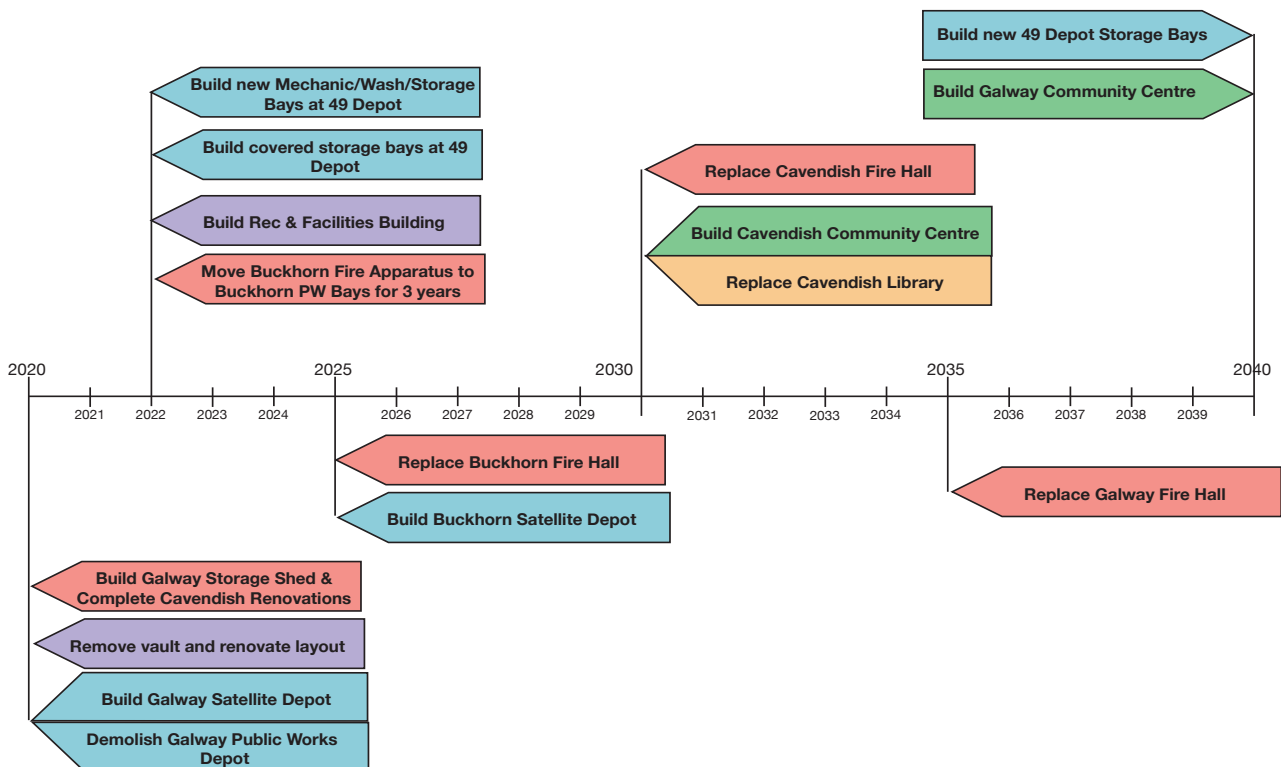 Build new 49 Depot Storage Bays
Build new Mechanic/Wash/Storage
Bays at 49 Depot
Build Galway Community Centre
Build covered storage bays at 49
Depot
Replace Cavendish Fire Hall
Build Rec & Facilities Building
Build Cavendish Community Centre
Move Buckhorn Fire Apparatus to
Buckhorn PW Bays for 3 years
Replace Cavendish Library
2020
2025
2030
2035
2040
2021
2022
2023
2024
2026
2027
2028
2029
2031
2032
2033
2034
2036
2037
2038
2039
Replace Buckhorn Fire Hall
Replace Galway Fire Hall
Build Buckhorn Satellite Depot
Build Galway Storage Shed &
Complete Cavendish Renovations
Remove vault and renovate layout
Build Galway Satellite Depot
Demolish Galway Public Works
Depot